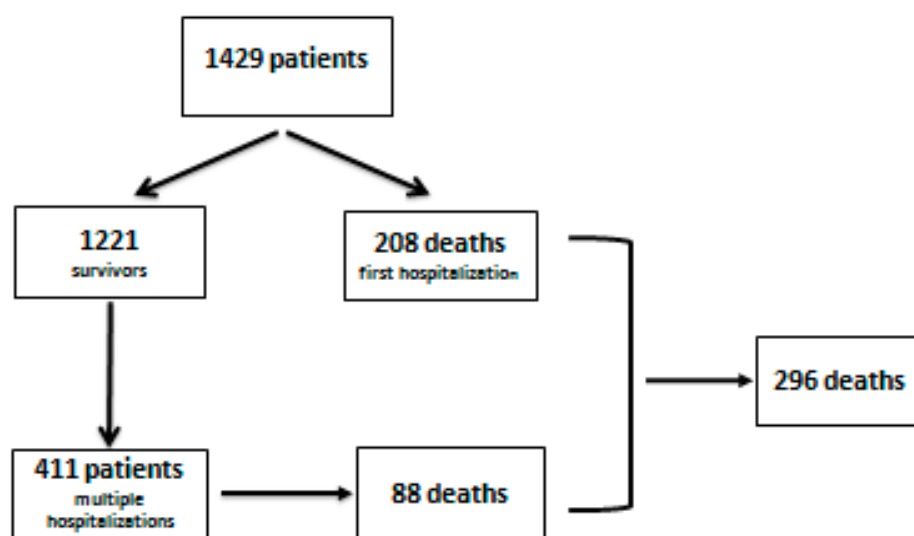 1429 patients
1221
survivors
208 deaths
first hospitalization
296 deaths
411 patients
multiple
hospitalizations
88 deaths